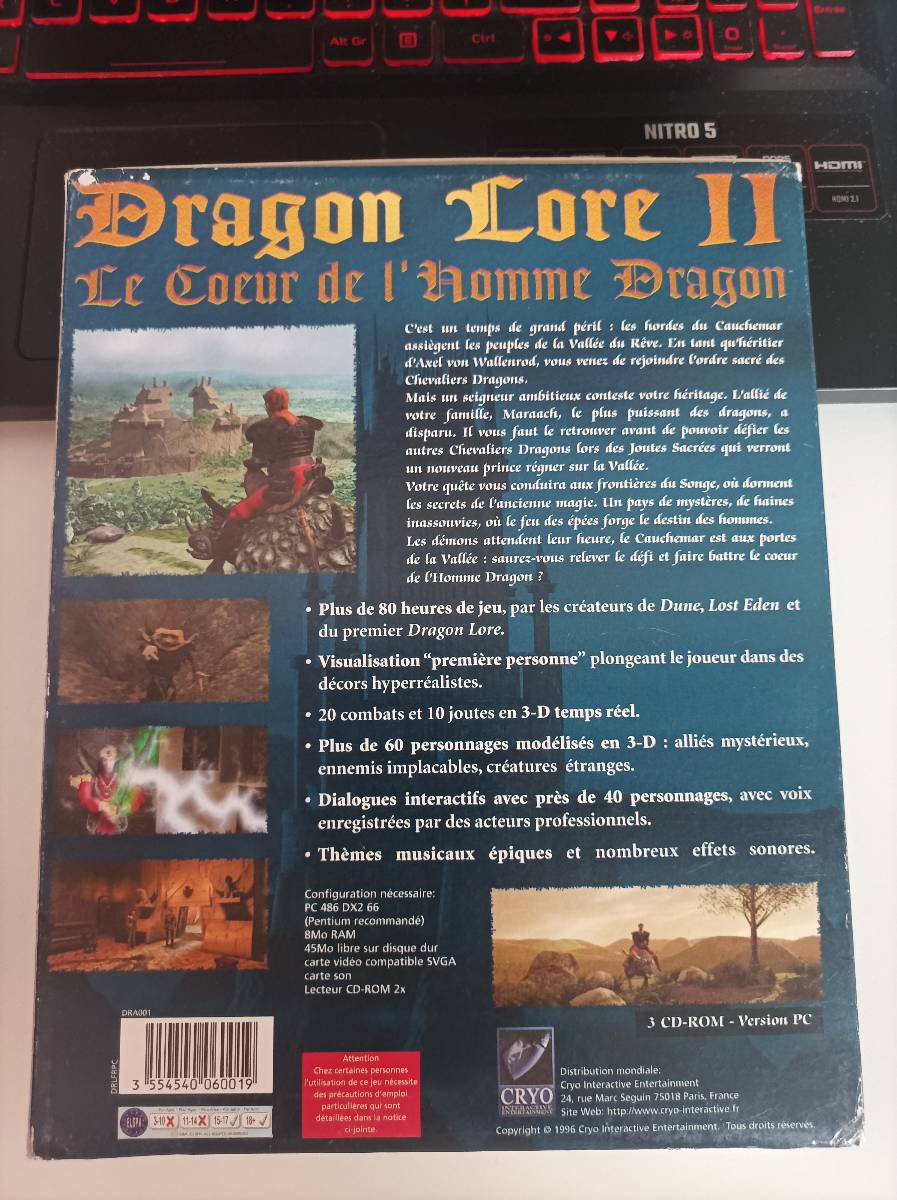 Alt Gr
Ctrl
Entrée
NITRO 5
HDMI
HDMI 2.1
Dragon Lore II
Le Coeur de l'Homme Dragon
C'est un temps de grand péril : les hordes du Cauchemar
assiègent les peuples de la Vallée du Rêve. En tant qu'héritier
d'Axel von Wallenrod, vous venez de rejoindre l'ordre sacré des
Chevaliers Dragons.
Mais un seigneur ambitieux conteste votre héritage. L'allié de
votre famille, Maraach, le plus puissant des dragons, a
disparu. Il vous faut le retrouver avant de pouvoir défier les
autres Chevaliers Dragons lors des Joutes Sacrées qui verront
un nouveau prince régner sur la Vallée.
Votre quête vous conduira aux frontières du Songe, où dorment
les secrets de l'ancienne magie. Un pays de mystères, de haines
inassouvies, où le feu des épées forge le destin des hommes.
Les démons attendent leur heure, le Cauchemar est aux portes
de la Vallée : saurez-vous relever le défi et faire battre le coeur
de l'Homme Dragon ?
• Plus de 80 heures de jeu, par les créateurs de Dune, Lost Eden et
du premier Dragon Lore.
• Visualisation “première personne” plongeant le joueur dans des
décors hyperréalistes.
• 20 combats et 10 joutes en 3-D temps réel.
• Plus de 60 personnages modélisés en 3-D : alliés mystérieux,
ennemis implacables, créatures étranges.
• Dialogues interactifs avec près de 40 personnages, avec voix
enregistrées par des acteurs professionnels.
• Thèmes musicaux épiques et nombreux effets sonores.
Configuration nécessaire:
PC 486 DX2 66
(Pentium recommandé)
8Mo RAM
45Mo libre sur disque dur
carte vidéo compatible SVGA
carte son
Lecteur CD-ROM 2x
3 CD-ROM - Version PC
DRA001
DRLFRPC
3 554540 060019
ELSPA
3-10 11-14 15-17 18+
Attention
Chez certaines personnes
l'utilisation de ce jeu nécessite
des précautions d'emploi
particulières qui sont
détaillées dans la notice
ci-jointe.
CRYO
INTERACTIVE
ENTERTAINMENT
Distribution mondiale:
Cryo Interactive Entertainment
24, rue Marc Seguin 75018 Paris, France
Site Web: http://www.cryo-interactive.fr
Copyright © 1996 Cryo Interactive Entertainment. Tous droits réservés.